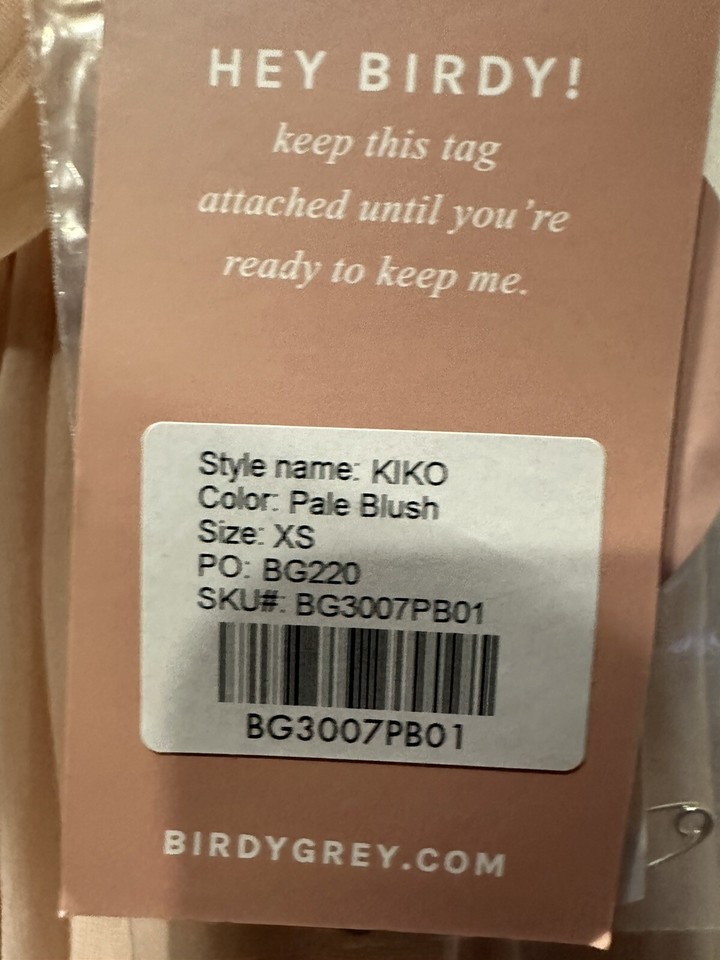 HEY BIRDY!
keep this tag
attached until you're
ready to keep me.
Style name: KIKO
Color: Pale Blush
Size: XS
PO: BG220
SKU#: BG3007PB01
BG3007PB01
BIRDYGREY.COM